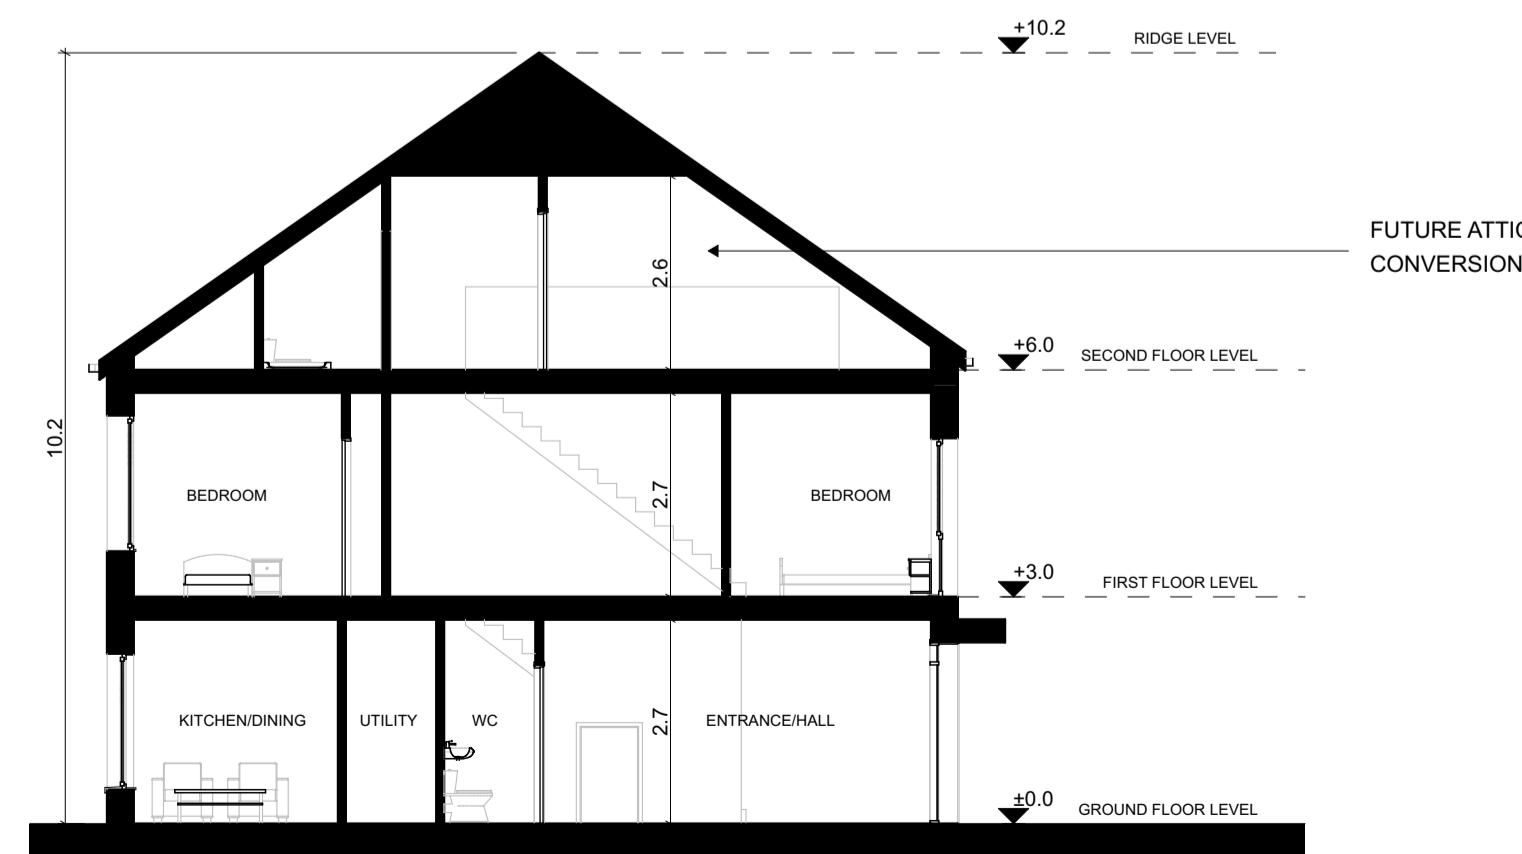 +10.2
RIDGE LEVEL
FUTURE ATTIC
CONVERSION
2.6
+6.0
SECOND FLOOR LEVEL
10.2
BEDROOM
2.7
BEDROOM
+3.0
FIRST FLOOR LEVEL
KITCHEN/DINING
UTILITY
WC
2.7
ENTRANCE/HALL
±0.0
GROUND FLOOR LEVEL